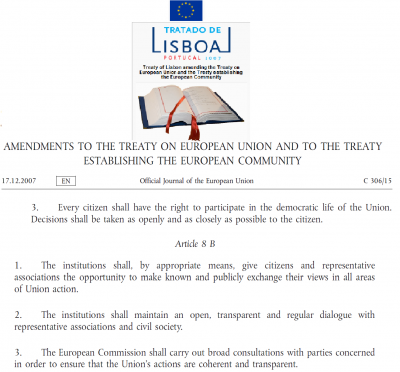 TRATADO DE
LISBOA
PORTUGAL 2007
Treaty of Lisbon amending the Treaty on
European Union and the Treaty establishing
the European Community
AMENDMENTS TO THE TREATY ON EUROPEAN UNION AND TO THE TREATY
ESTABLISHING THE EUROPEAN COMMUNITY
17.12.2007 EN Official Journal of the European Union C 306/15
3. Every citizen shall have the right to participate in the democratic life of the Union.
Decisions shall be taken as openly and as closely as possible to the citizen.
Article 8 B
1. The institutions shall, by appropriate means, give citizens and representative
associations the opportunity to make known and publicly exchange their views in all areas
of Union action.
2. The institutions shall maintain an open, transparent and regular dialogue with
representative associations and civil society.
3. The European Commission shall carry out broad consultations with parties concerned
in order to ensure that the Union's actions are coherent and transparent.